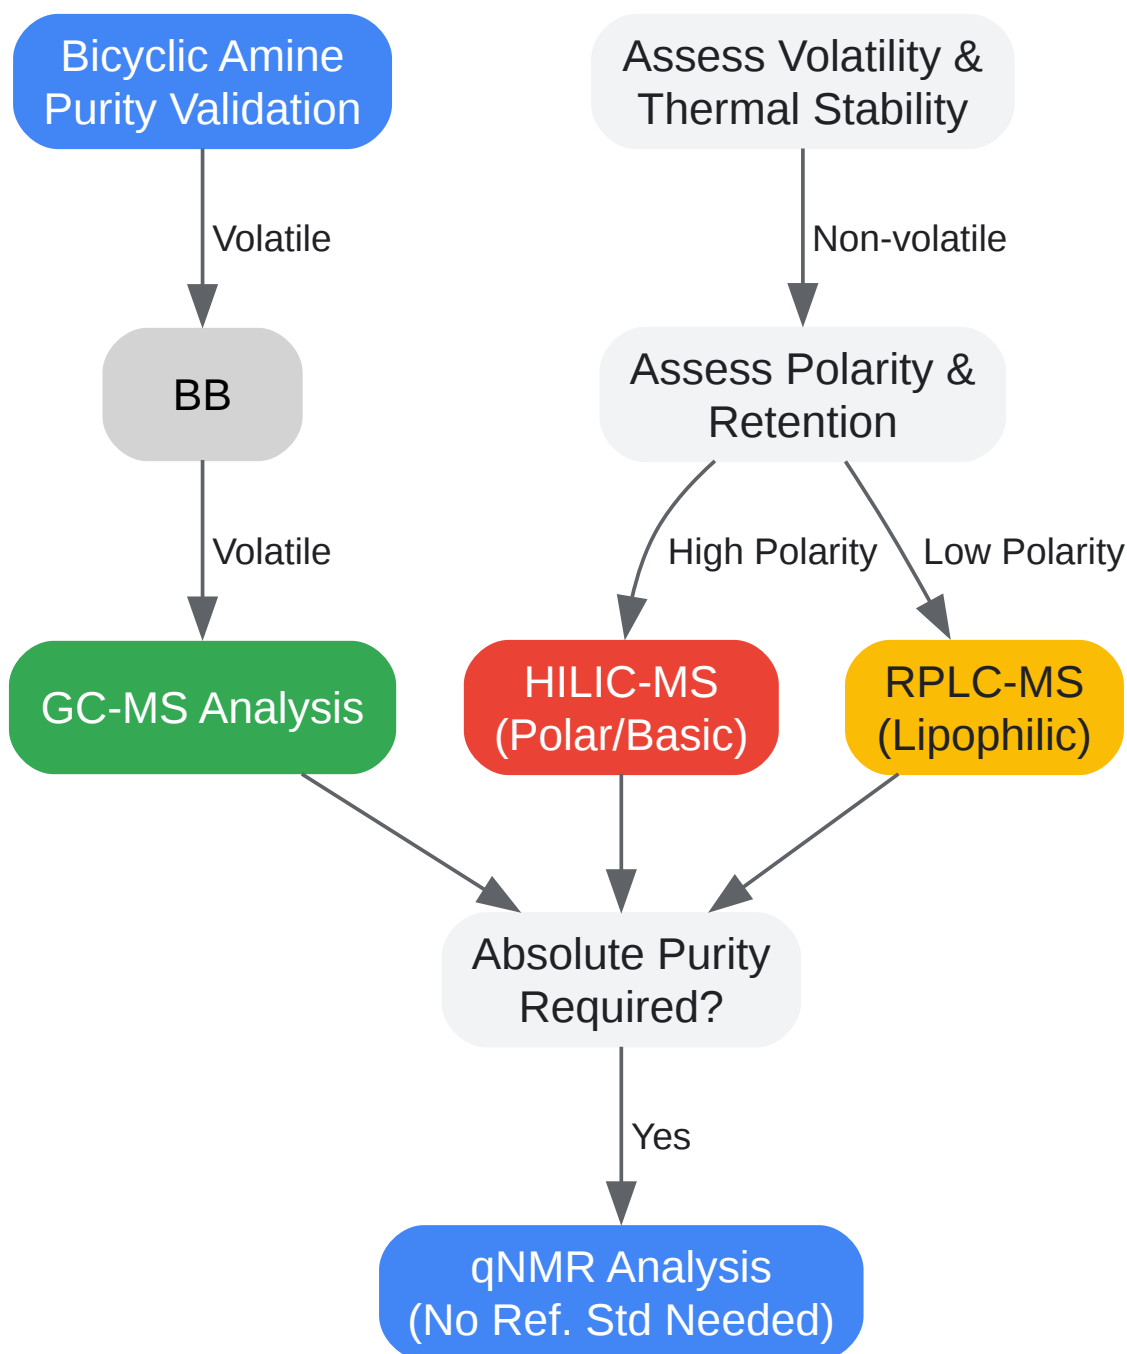 Bicyclic Amine
Purity Validation
Assess Volatility &
Thermal Stability
Volatile
Non-volatile
BB
Assess Polarity &
Retention
Volatile
High Polarity
Low Polarity
GC-MS Analysis
HILIC-MS
(Polar/Basic)
RPLC-MS
(Lipophilic)
Absolute Purity
Required?
Yes
qNMR Analysis
(No Ref. Std Needed)